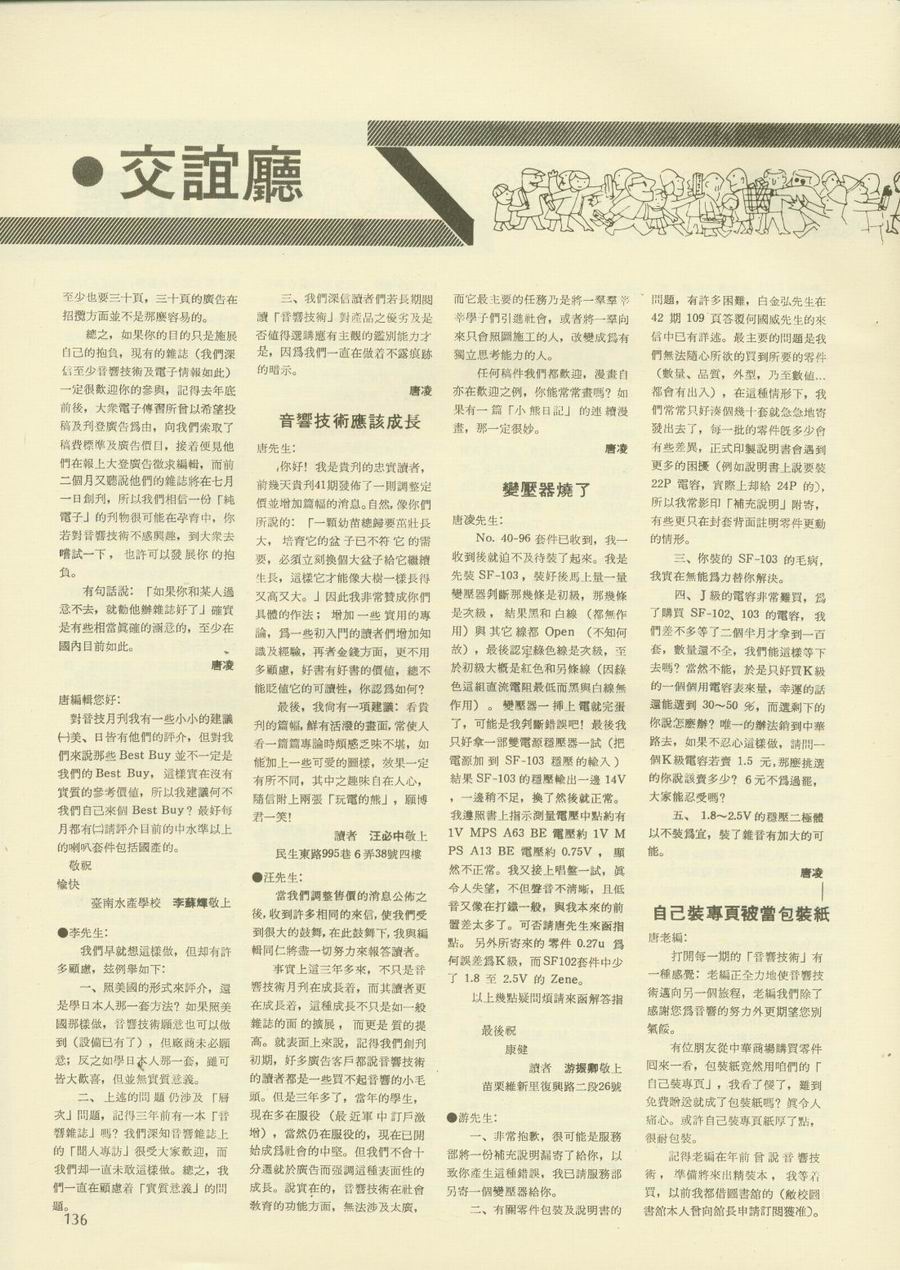 ●交誼廳
至少也要三十頁，三十頁的廣告在
招攬方面並不是那麼容易的。
總之，如果你的目的只是施展
自己的抱負，現有的雜誌（我們深
信至少音響技術及電子情報如此）
一定很歡迎你的參與，記得去年底
前後，大衆電子傳習所曾以希望投
稿及刋登廣告爲由，向我們索取了
稿費標準及廣告價目，接着便見他
們在報上大登廣告徵求編輯，而前
二個月又聽說他們的雜誌將在七月
一日創刋，所以我們相信一份「純
電子」的刋物很可能在孕育中，你
若對音響技術不感興趣，到大衆去
嚐試一下，也許可以發展你的抱
負。
有句話說：「如果你和某人過
意不去，就勸他辦雜誌好了」確實
是有些相當眞確的涵意的，至少在
國內目前如此。
唐凌
唐編輯您好：
對音技月刋我有一些小小的建議
㈠美、日皆有他們的評介，但對我
們來說那些 Best Buy 並不一定是
我們的 Best Buy，這樣實在沒有
實質的參考價値，所以我建議何不
我們自己來個 Best Buy？最好每
月都有㈡請評介目前的中水準以上
的喇叭套件包括國產的。
敬祝
愉快
臺南水產學校　李蘇輝敬上
●李先生：
我們早就想這樣做，但却有許
多顧慮，玆例舉如下：
一、照美國的形式來評介，還
是學日本人那一套方法？如果照美
國那樣做，音響技術願意也可以做
到（設備已有了），但廠商未必願
意；反之如學日本人那一套，雖可
皆大歡喜，但並無實質意義。
二、上述的問題仍涉及「層
次」問題，記得三年前有一本「音
響雜誌」嗎？我們深知音響雜誌上
的「聞人專訪」很受大家歡迎，而
我們却一直未敢這樣做。總之，我
們一直在顧慮着「實質意義」的問
題。
三、我們深信讀者們若長期閱
讀「音響技術」對產品之優劣及是
否値得選購應有主觀的鑑別能力才
是，因爲我們一直在做着不露痕跡
的暗示。
唐凌
音響技術應該成長
唐先生：
你好！我是貴刋的忠實讀者，
前幾天貴刋41期發佈了一則調整定
價並增加篇幅的消息。自然，像你們
所說的：「一顆幼苗總歸要茁壯長
大，培育它的盆子已不符它的需
要，必須立刻換個大盆子給它繼續
生長，這樣它才能像大樹一樣長得
又高又大。」因此我非常贊成你們
具體的作法；增加一些實用的專
論，爲一些初入門的讀者們增加知
識及經驗，再者金錢方面，更不用
多顧慮，好書有好書的價値，總不
能貶値它的可讀性，你認爲如何？
最後，我尙有一項建議：看貴
刋的篇幅，鮮有活潑的畫面，常使人
看一篇篇專論時頗感乏味不堪，如
能加上一些可愛的圖樣，效果一定
有所不同，其中之趣味自在人心，
隨信附上兩張「玩電的熊」，願博
君一笑！
讀者　汪必中敬上
民生東路995巷6弄38號四樓
●汪先生：
當我們調整售價的消息公佈之
後，收到許多相同的來信，使我們受
到很大的鼓舞，在此鼓舞下，我與編
輯同仁將盡一切努力來報答讀者。
事實上這三年多來，不只是音
響技術月刋在成長着，而其讀者更
在成長着，這種成長不只是如一般
雜誌的面的擴展，而更是質的提
高。就表面上來說，記得我們創刋
初期，好多廣告客戶都說音響技術
的讀者都是一些買不起音響的小毛
頭。但是三年多了，當年的學生，
現在多在服役（最近軍中訂戶激
增），當然仍在服役的，現在已開
始成爲社會的中堅。但我們不會十
分遷就於廣告而强調這種表面性的
成長。說實在的，音響技術在社會
敎育的功能方面，無法涉及太廣，
而它最主要的任務乃是將一羣羣莘
莘學子們引進社會，或者將一羣向
來只會照圖施工的人，改變成爲有
獨立思考能力的人。
任何稿件我們都歡迎，漫畫自
亦在歡迎之例，你能常常畫嗎？如
果有一篇「小熊日記」的連續漫
畫，那一定很妙。
唐凌
變壓器燒了
唐凌先生：
No. 40-96 套件已收到，我一
收到後就迫不及待裝了起來。我是
先裝 SF-103，裝好後馬上量一量
變壓器判斷那幾條是初級，那幾條
是次級，結果黑和白線（都無作
用）與其它線都 Open（不知何
故），最後認定綠色線是次級，至
於初級大概是紅色和另條線（因綠
色這組直流電阻最低而黑與白線無
作用）。變壓器一揷上電就完蛋
了，可能是我判斷錯誤吧！最後我
只好拿一部雙電源穩壓器一試（把
電源加到 SF-103 穩壓的輸入）
結果 SF-103 的穩壓輸出一邊 14V
，一邊稍不足，換了然後就正常。
我遵照書上指示測量電壓中點約有
1V MPS A63 BE 電壓約 1V M
PS A13 BE 電壓約 0.75V，顯
然不正常。我又接上唱盤一試，眞
令人失望，不但聲音不淸晰，且低
音又像在打鐵一般，與我本來的前
置差太多了。可否請唐先生來函指
點。另外所寄來的零件 0.27u 爲
何誤差爲K級，而SF102套件中少
了 1.8 至 2.5V 的 Zene。
以上幾點疑問煩請來函解答指
最後祝
康健
讀者　游振卿敬上
苗栗維新里復興路二段26號
●游先生：
一、非常抱歉，很可能是服務
部將一份補充說明漏寄了給你，以
致你產生這種錯誤，我已請服務部
另寄一個變壓器給你。
二、有關零件包裝及說明書的
問題，有許多困難，白金弘先生在
42 期 109 頁答覆何國威先生的來
信中已有詳述。最主要的問題是我
們無法隨心所欲的買到所要的零件
（數量、品質，外型，乃至數値…
都會有出入），在這種情形下，我
們常常只好湊個幾十套就急急地寄
發出去了，每一批的零件旣多少會
有些差異，正式印製說明書會遇到
更多的困擾（例如說明書上說要裝
22P 電容，實際上却給 24P 的），
所以我常影印「補充說明」附寄，
有些更只在封套背面註明零件更動
的情形。
三、你裝的 SF-103 的毛病，
我實在無能爲力替你解決。
四、J級的電容非常難買，爲
了購買 SF-102、103 的電容，我
們差不多等了二個半月才拿到一百
套，數量還不全，我們能這樣等下
去嗎？當然不能，於是只好買K級
的一個個用電容表來量，幸運的話
還能選到 30～50 %，而選剩下的
你說怎麼辦？唯一的辦法銷到中華
路去，如果不忍心這樣做，請問一
個K級電容若賣 1.5 元，那麼挑選
的你說該賣多少？6元不爲過罷，
大家能忍受嗎？
五、1.8～2.5V 的穩壓二極體
以不裝爲宜，裝了雜音有加大的可
能。
唐凌
自己裝專頁被當包裝紙
唐老編：
打開每一期的「音響技術」有
一種感覺：老編正全力地使音響技
術邁向另一個旅程，老編我們除了
感謝您爲音響的努力外更期望您別
氣餒。
有位朋友從中華商場購買零件
回來一看，包裝紙竟然用咱們的「
自己裝專頁」，我看了儍了，難到
免費贈送就成了包裝紙嗎？眞令人
痛心。或許自己裝專頁紙厚了點，
很耐包裝。
記得老編在年前曾說音響技
術，準備將來出精裝本，我等着
買，以前我都借圖書館的（敝校圖
書館本人曾向館長申請訂閱獲准）。
136